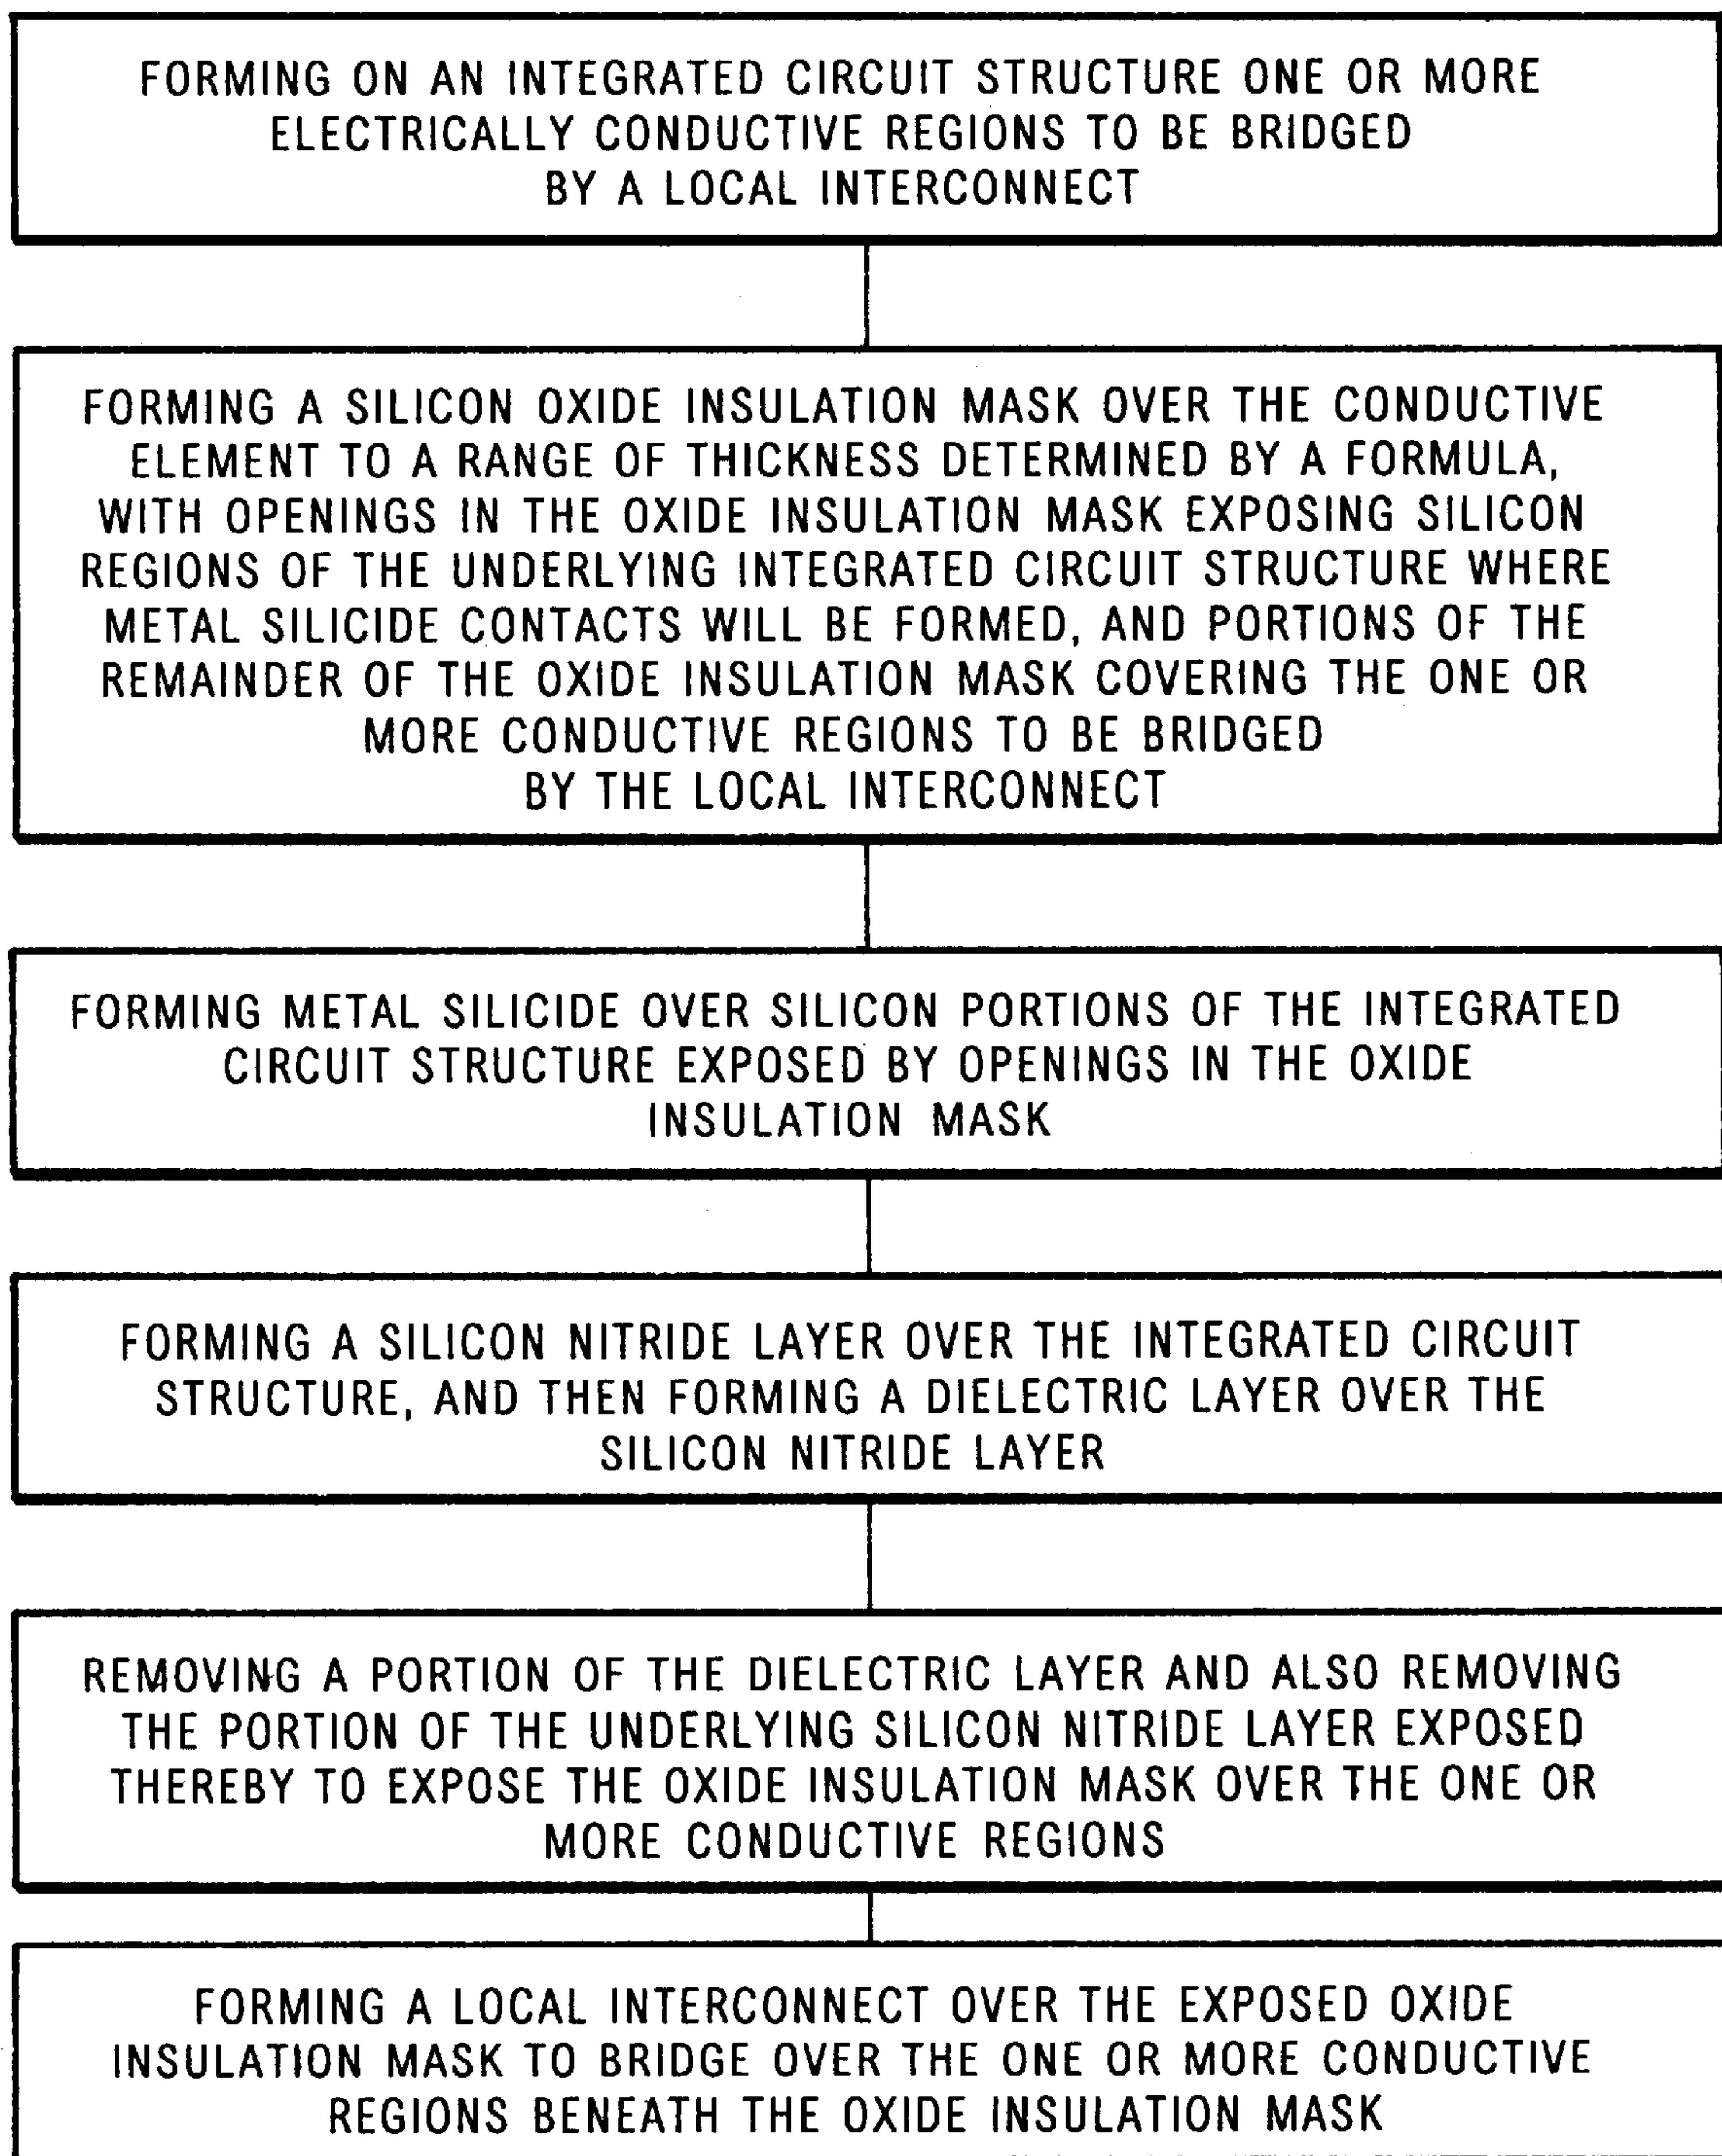 FORMING ON AN INTEGRATED CIRCUIT STRUCTURE ONE OR MORE
ELECTRICALLY CONDUCTIVE REGIONS TO BE BRIDGED
BY A LOCAL INTERCONNECT
FORMING A SILICON OXIDE INSULATION MASK OVER THE CONDUCTIVE
ELEMENT TO A RANGE OF THICKNESS DETERMINED BY A FORMULA,
WITH OPENINGS IN THE OXIDE INSULATION MASK EXPOSING SILICON
REGIONS OF THE UNDERLYING INTEGRATED CIRCUIT STRUCTURE WHERE
METAL SILICIDE CONTACTS WILL BE FORMED, AND PORTIONS OF THE
REMAINDER OF THE OXIDE INSULATION MASK COVERING THE ONE OR
MORE CONDUCTIVE REGIONS TO BE BRIDGED
BY THE LOCAL INTERCONNECT
FORMING METAL SILICIDE OVER SILICON PORTIONS OF THE INTEGRATED
CIRCUIT STRUCTURE EXPOSED BY OPENINGS IN THE OXIDE
INSULATION MASK
FORMING A SILICON NITRIDE LAYER OVER THE INTEGRATED CIRCUIT
STRUCTURE, AND THEN FORMING A DIELECTRIC LAYER OVER THE
SILICON NITRIDE LAYER
REMOVING A PORTION OF THE DIELECTRIC LAYER AND ALSO REMOVING
THE PORTION OF THE UNDERLYING SILICON NITRIDE LAYER EXPOSED
THEREBY TO EXPOSE THE OXIDE INSULATION MASK OVER THE ONE OR
MORE CONDUCTIVE REGIONS
FORMING A LOCAL INTERCONNECT OVER THE EXPOSED OXIDE
INSULATION MASK TO BRIDGE OVER THE ONE OR MORE CONDUCTIVE
REGIONS BENEATH THE OXIDE INSULATION MASK